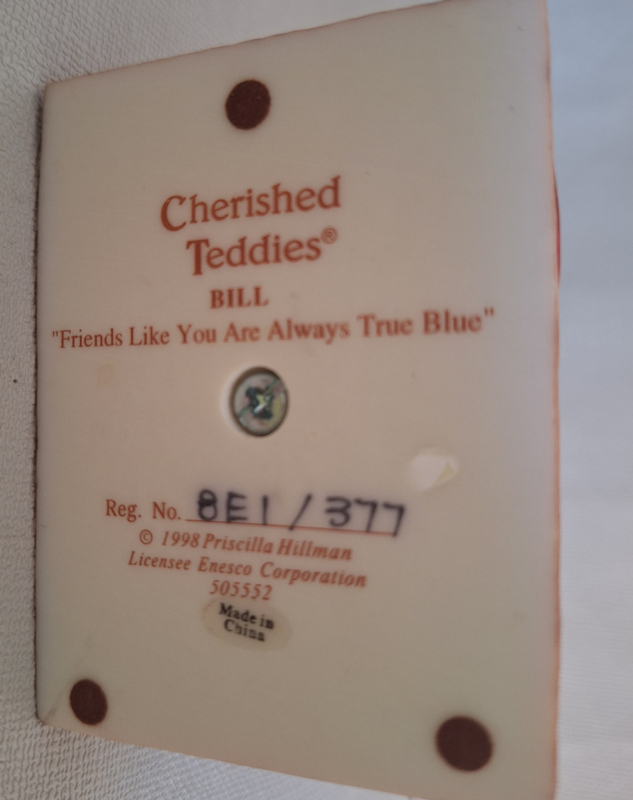 Cherished
Teddies®
BILL
"Friends Like You Are Always True Blue"
Reg. No. 8E1/377
© 1998 Priscilla Hillman
Licensee Enesco Corporation
505552
Made in
China